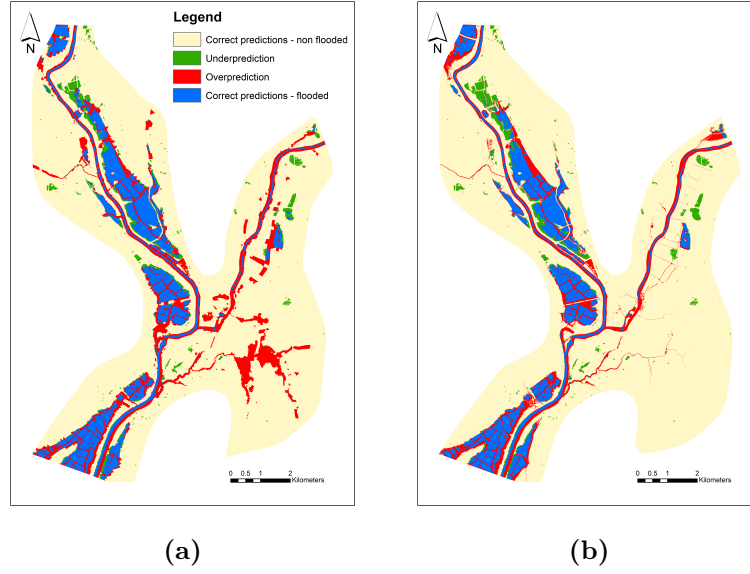 Legend
N
Correct predictions - non flooded
Underprediction
Overprediction
Correct predictions - flooded
0 0.5 1 2
Kilometers
(a)
N
0 0.5 1 2
Kilometers
(b)